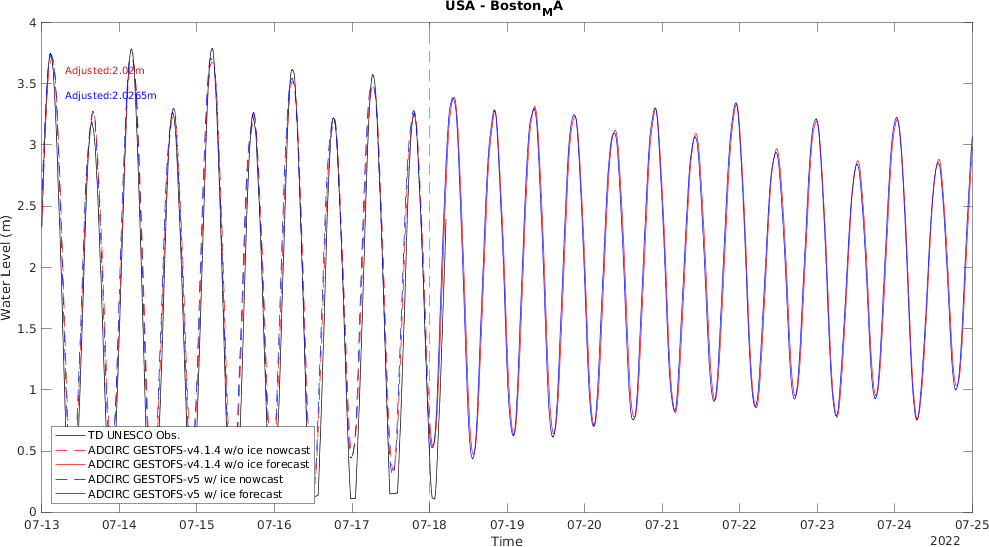 USA - BostonMA
4
3.5
3
2.5
2
1.5
1
0.5
0
Water Level (m)
Adjusted:2.02m
Adjusted:2.0265m
TD UNESCO Obs.
ADCIRC GESTOFS-v4.1.4 w/o ice nowcast
ADCIRC GESTOFS-v4.1.4 w/o ice forecast
ADCIRC GESTOFS-v5 w/ ice nowcast
ADCIRC GESTOFS-v5 w/ ice forecast
07-13 07-14 07-15 07-16 07-17 07-18 07-19 07-20 07-21 07-22 07-23 07-24 07-25
Time
2022